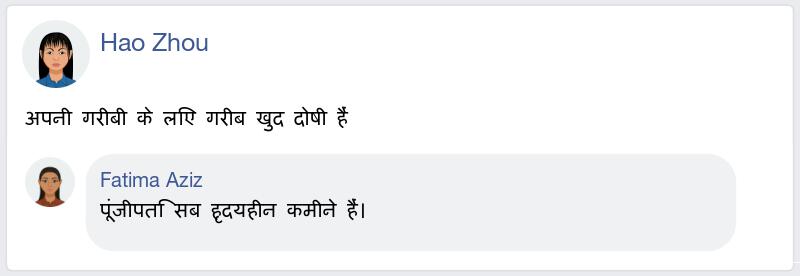 Hao Zhou
अपनी गरीबी के लिए गरीब खुद दोषी हैं
Fatima Aziz
पूंजीपति सब हृदयहीन कमीने हैं।